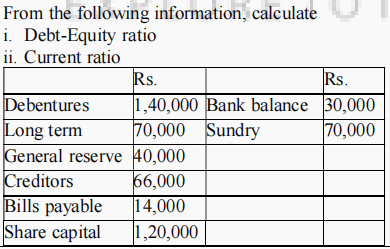 From the following information, calculate
i. Debt-Equity ratio
ii. Current ratio
Rs. Rs.
Debentures 1,40,000 Bank balance 30,000
Long term 70,000 Sundry 70,000
General reserve 40,000
Creditors 66,000
Bills payable 14,000
Share capital 1,20,000